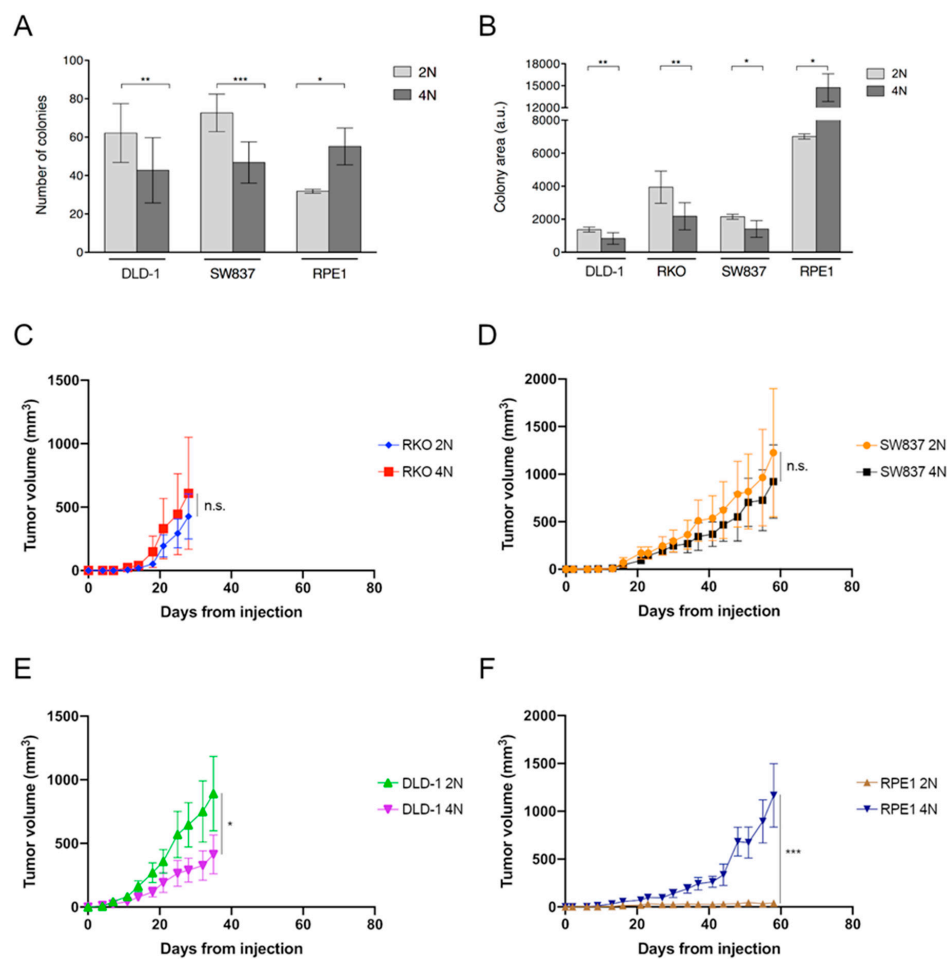 A
Number of colonies
100
80
60
40
20
0
**
***
*
2N
4N
DLD-1
SW837
RPE1
B
Colony area (a.u.)
18000
15000
12000
8000
6000
4000
2000
0
**
**
*
*
2N
4N
DLD-1
RKO
SW837
RPE1
C
Tumor volume (mm³)
1500
1000
500
0
0
20
40
60
80
Days from injection
n.s.
RKO 2N
RKO 4N
D
Tumor volume (mm³)
2000
1500
1000
500
0
0
20
40
60
80
Days from injection
n.s.
SW837 2N
SW837 4N
E
Tumor volume (mm³)
1500
1000
500
0
0
20
40
60
80
Days from injection
*
DLD-1 2N
DLD-1 4N
F
Tumor volume (mm³)
2000
1500
1000
500
0
0
20
40
60
80
Days from injection
***
RPE1 2N
RPE1 4N